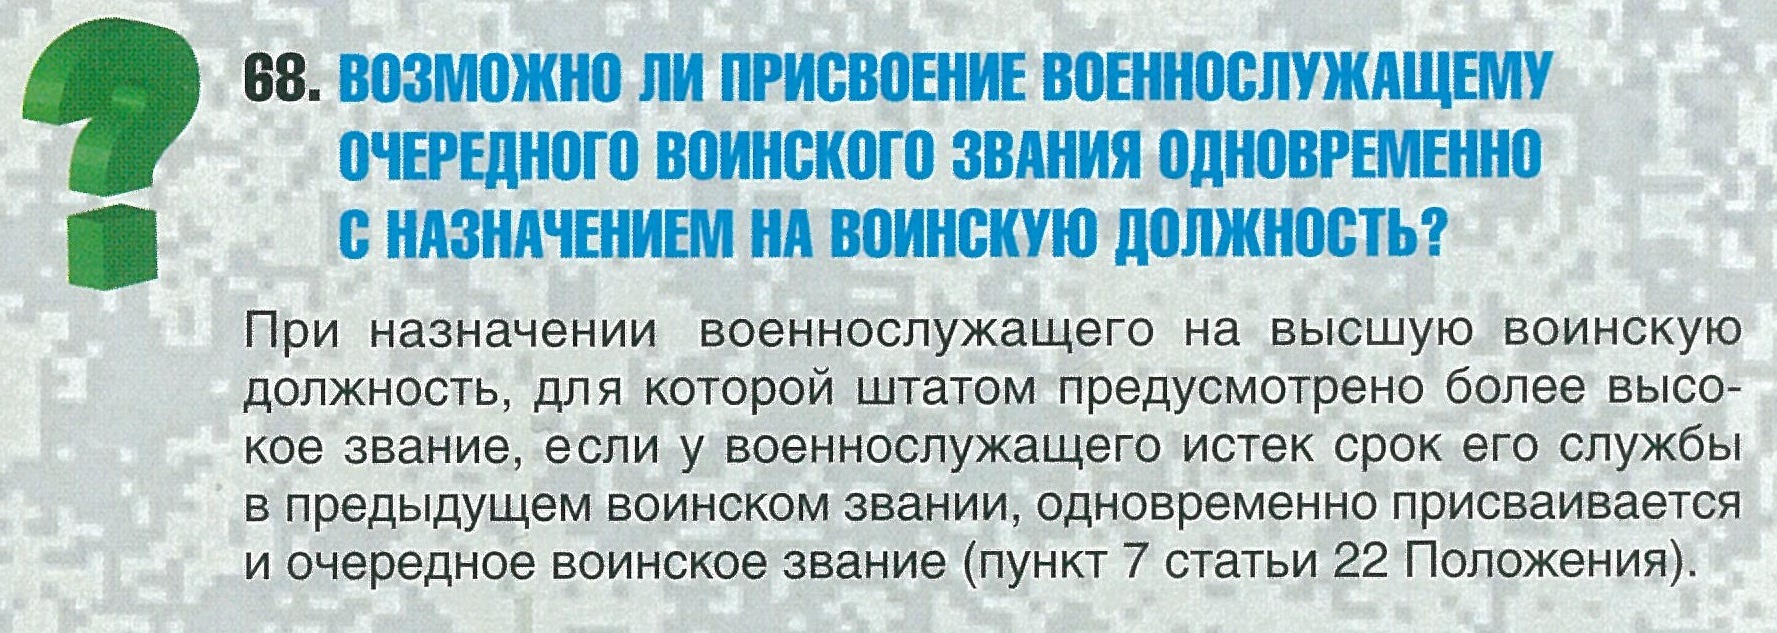 68. ВОЗМОЖНО ЛИ ПРИСВОЕНИЕ ВОЕННОСЛУЖАЩЕМУ
ОЧЕРЕДНОГО ВОИНСКОГО ЗВАНИЯ ОДНОВРЕМЕННО
С НАЗНАЧЕНИЕМ НА ВОИНСКУЮ ДОЛЖНОСТЬ?
При назначении военнослужащего на высшую воинскую
должность, для которой штатом предусмотрено более высо-
кое звание, если у военнослужащего истек срок его службы
в предыдущем воинском звании, одновременно присваивается
и очередное воинское звание (пункт 7 статьи 22 Положения).